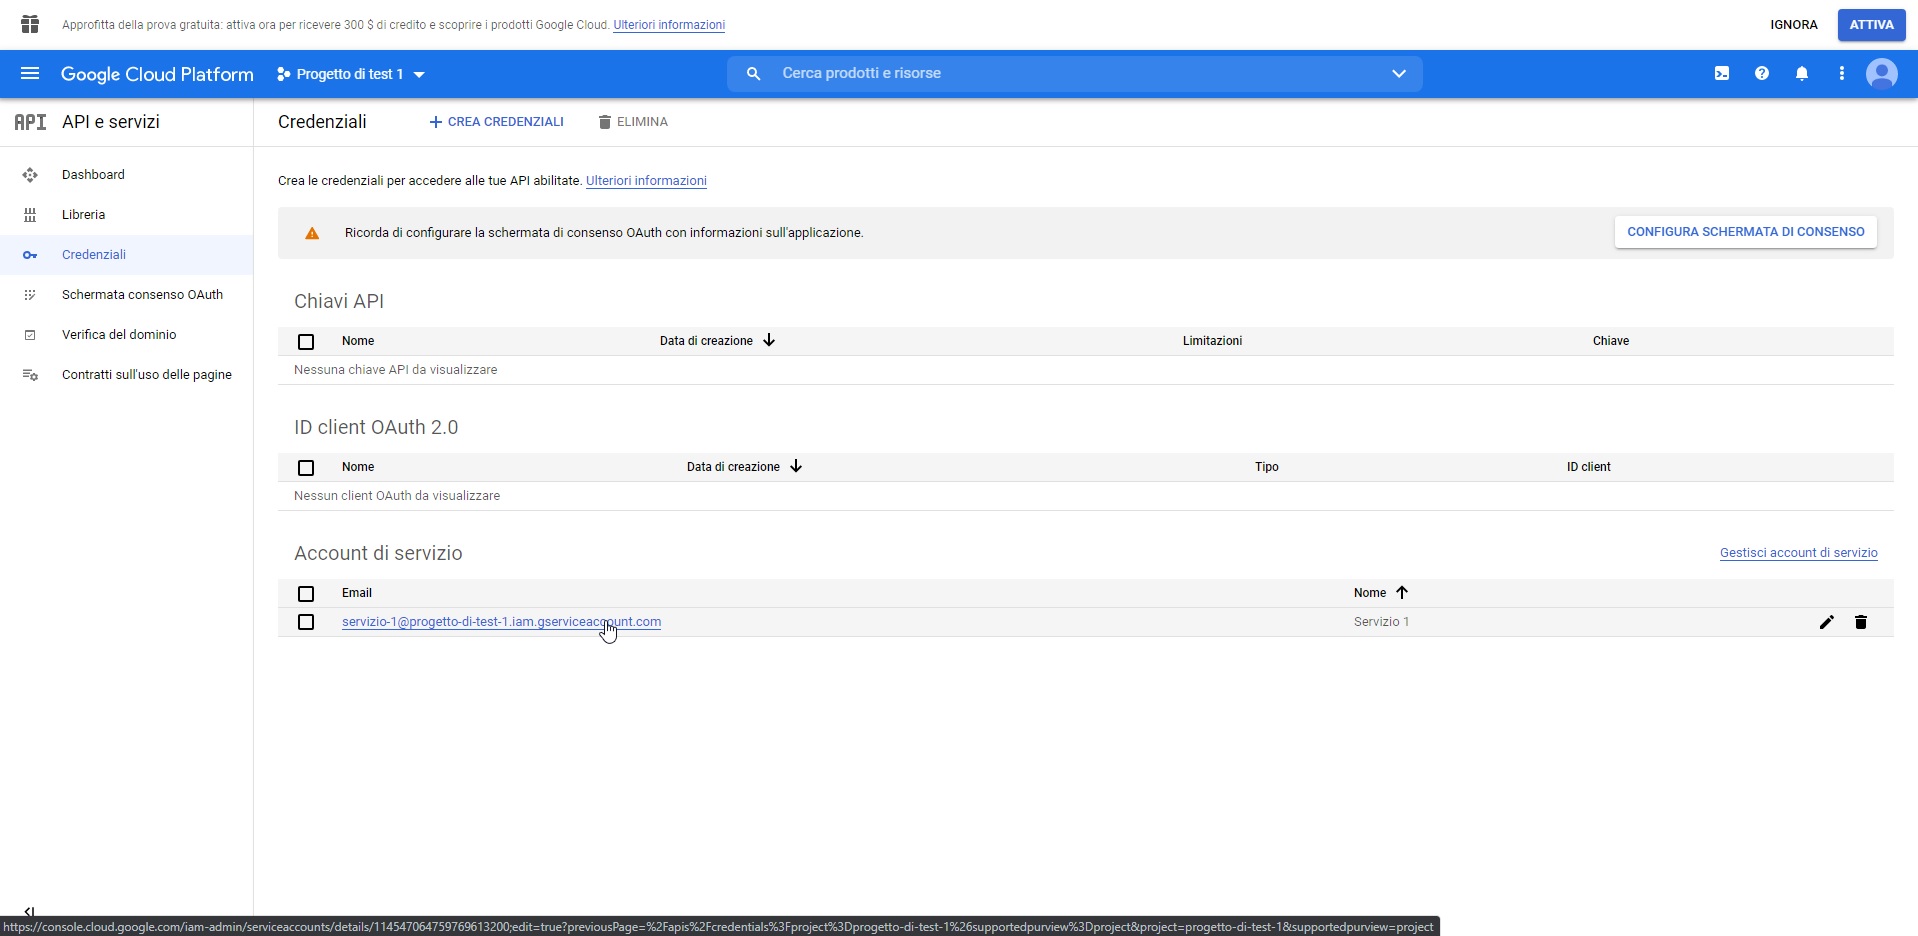 Approfitta della prova gratuita: attiva ora per ricevere 300 $ di credito e scoprire i prodotti Google Cloud. Ulteriori informazioni
IGNORA
ATTIVA
Google Cloud Platform
Progetto di test 1
Cerca prodotti e risorse
API
API e servizi
Credenziali
CREA CREDENZIALI
ELIMINA
Dashboard
Libreria
Credenziali
Schermata consenso OAuth
Verifica del dominio
Contratti sull'uso delle pagine
Crea le credenziali per accedere alle tue API abilitate. Ulteriori informazioni
Ricorda di configurare la schermata di consenso OAuth con informazioni sull'applicazione.
CONFIGURA SCHERMATA DI CONSENSO
Chiavi API
Nome Data di creazione Limitazioni Chiave
Nessuna chiave API da visualizzare
ID client OAuth 2.0
Nome Data di creazione Tipo ID client
Nessun client OAuth da visualizzare
Account di servizio
Gestisci account di servizio
Email Nome
servizio-1@progetto-di-test-1.iam.gserviceaccount.com Servizio 1
https://console.cloud.google.com/iam-admin/serviceaccounts/details/114547064759769613200;edit=true?previousPage=%2Fapis%2Fcredentials%3Fproject%3Dprogetto-di-test-1%26supportedpurview%3Dproject&project=progetto-di-test-1&supportedpurview=project